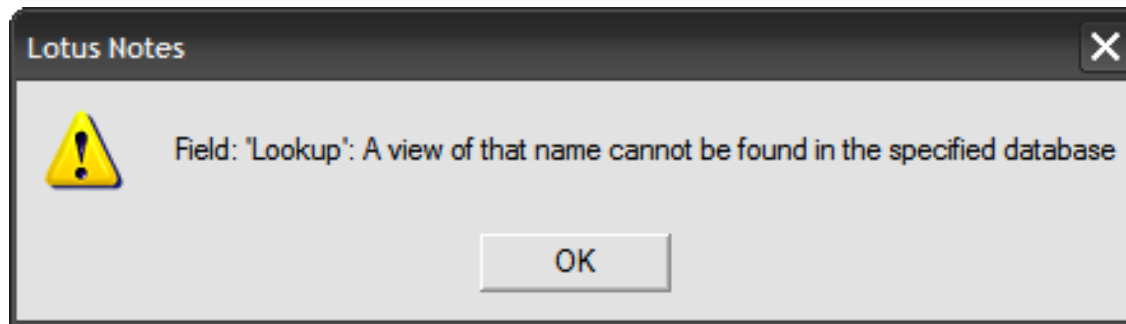 Lotus Notes
Field: "Lookup": A view of that name cannot be found in the specified database
OK